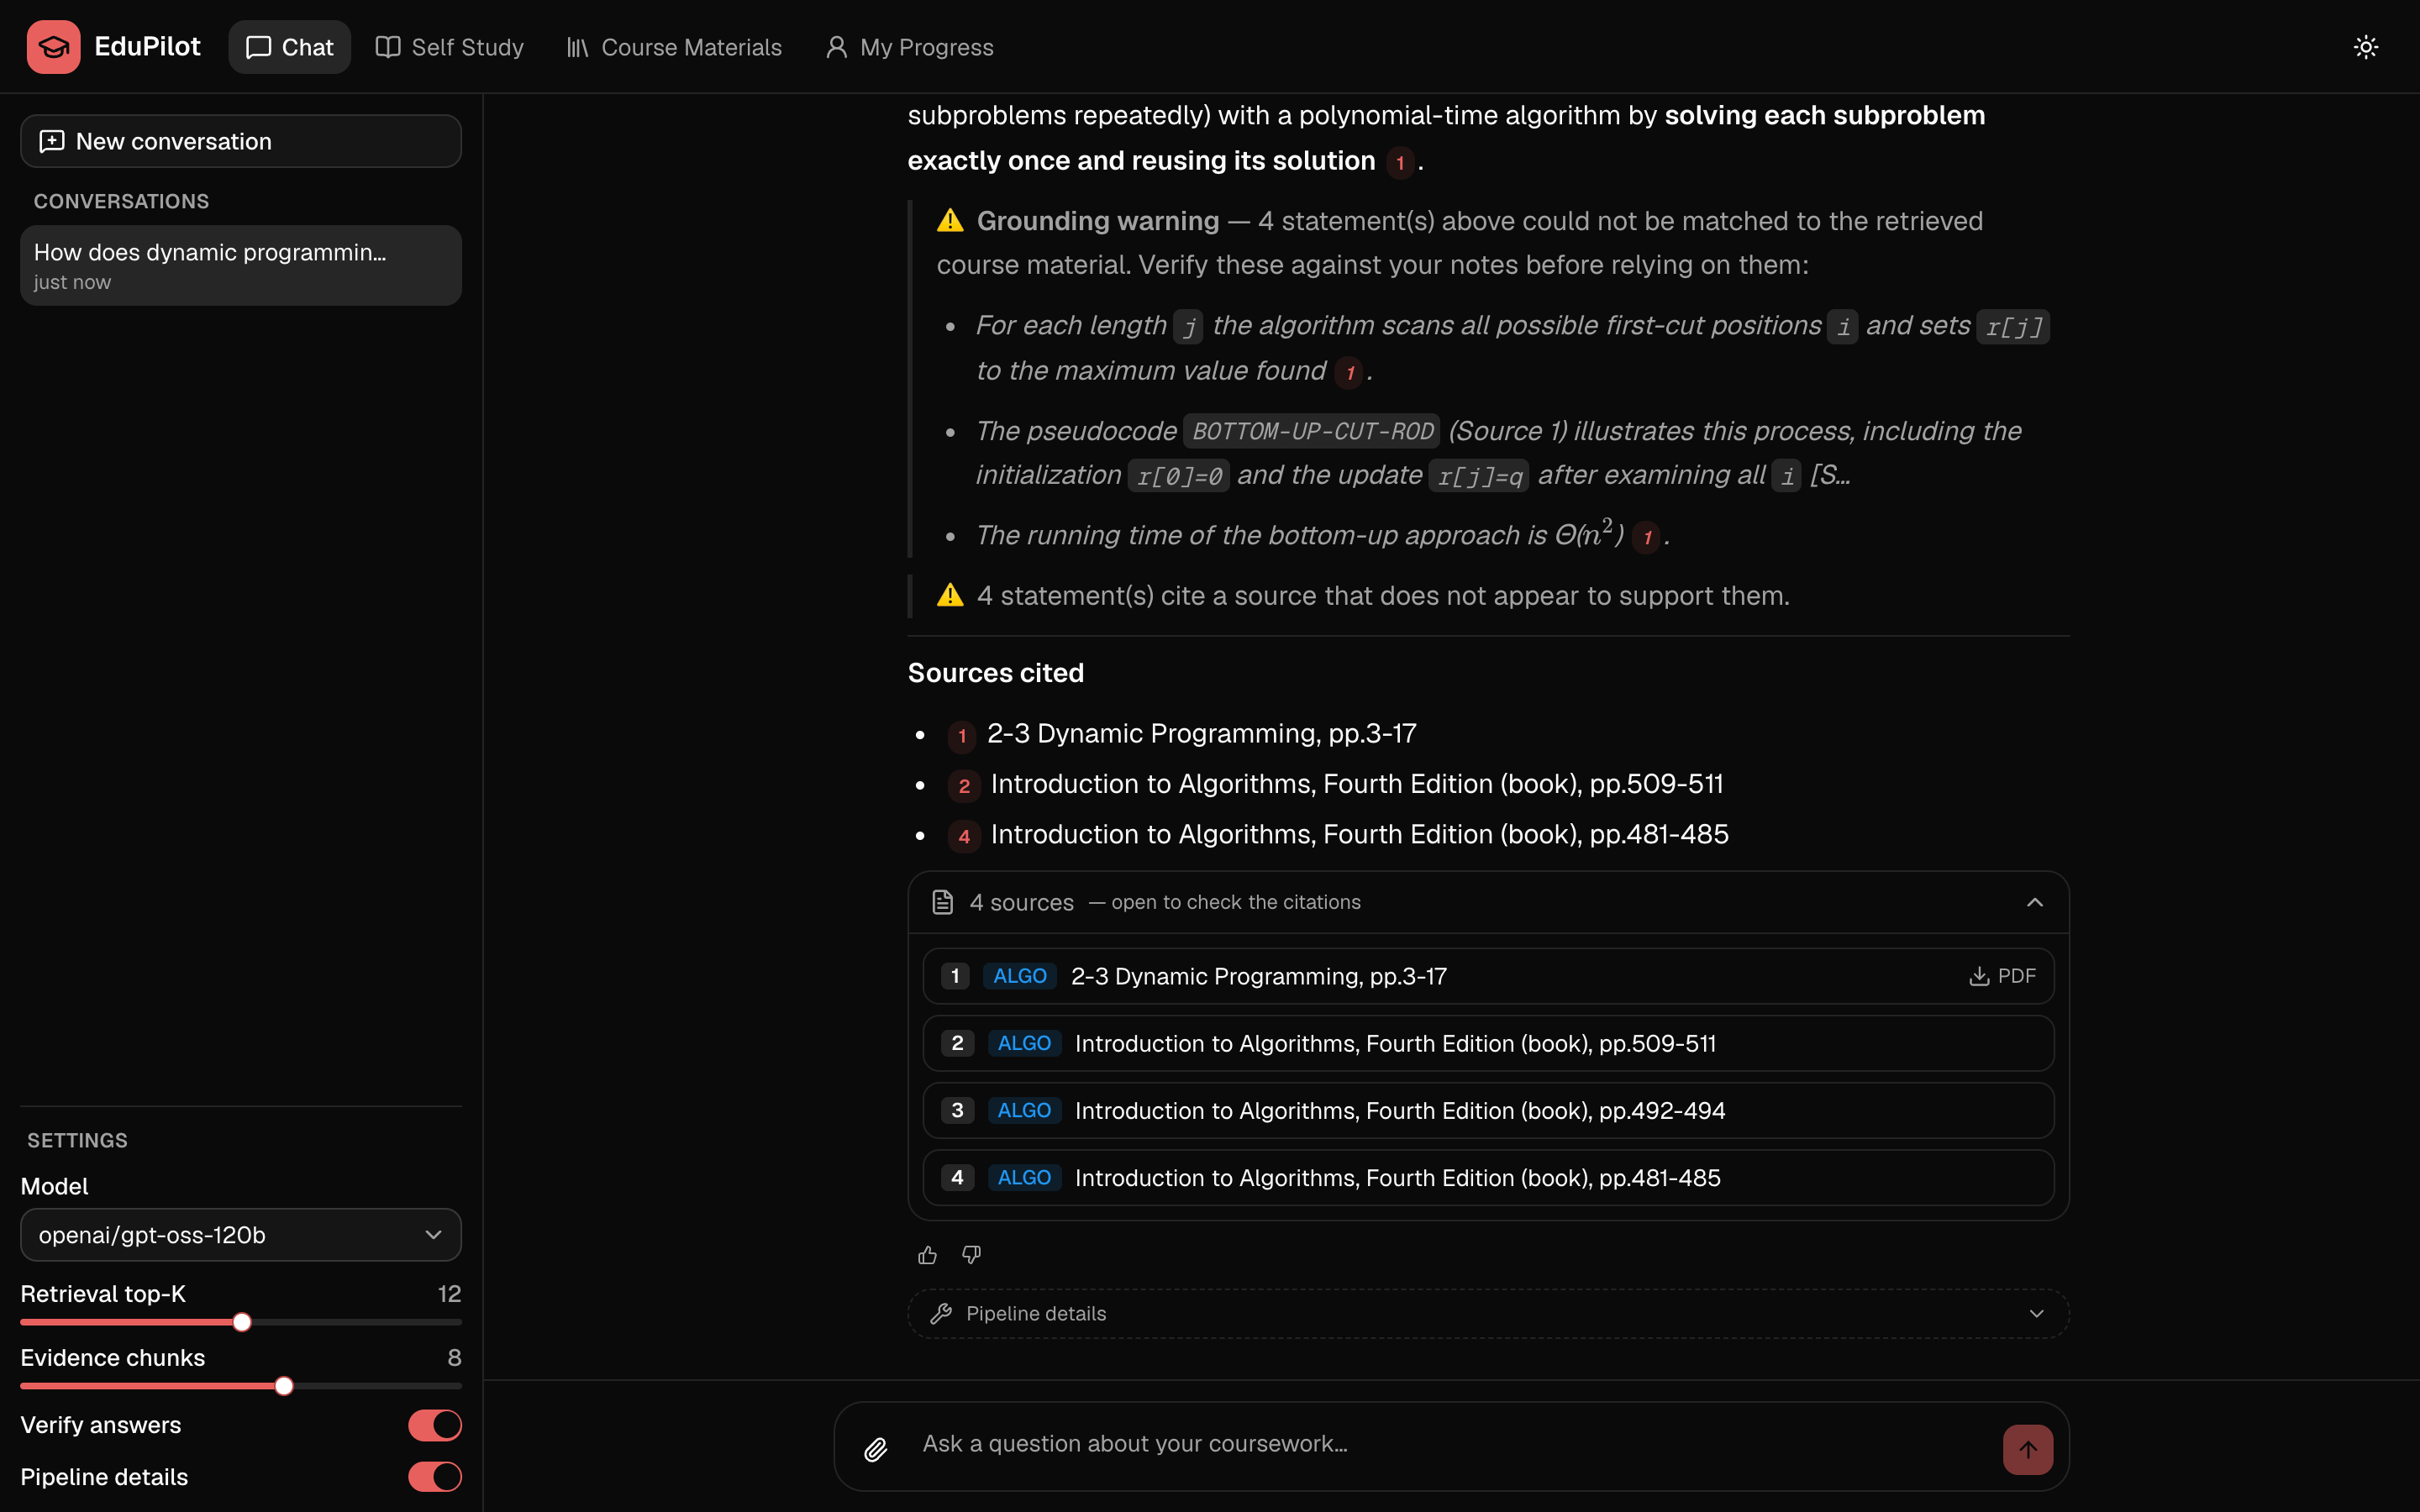 EduPilot
Chat
Self Study
Course Materials
My Progress
New conversation
CONVERSATIONS
How does dynamic programmin...
just now
SETTINGS
Model
openai/gpt-oss-120b
Retrieval top-K 12
Evidence chunks 8
Verify answers
Pipeline details
subproblems repeatedly) with a polynomial-time algorithm by solving each subproblem
exactly once and reusing its solution 1.
Grounding warning — 4 statement(s) above could not be matched to the retrieved
course material. Verify these against your notes before relying on them:
• For each length j the algorithm scans all possible first-cut positions i and sets r[j]
to the maximum value found 1.
• The pseudocode BOTTOM-UP-CUT-ROD (Source 1) illustrates this process, including the
initialization r[0]=0 and the update r[j]=q after examining all i [S...
• The running time of the bottom-up approach is Θ(n²) 1.
4 statement(s) cite a source that does not appear to support them.
Sources cited
• 1 2-3 Dynamic Programming, pp.3-17
• 2 Introduction to Algorithms, Fourth Edition (book), pp.509-511
• 4 Introduction to Algorithms, Fourth Edition (book), pp.481-485
4 sources — open to check the citations
1 ALGO 2-3 Dynamic Programming, pp.3-17 PDF
2 ALGO Introduction to Algorithms, Fourth Edition (book), pp.509-511
3 ALGO Introduction to Algorithms, Fourth Edition (book), pp.492-494
4 ALGO Introduction to Algorithms, Fourth Edition (book), pp.481-485
Pipeline details
Ask a question about your coursework...